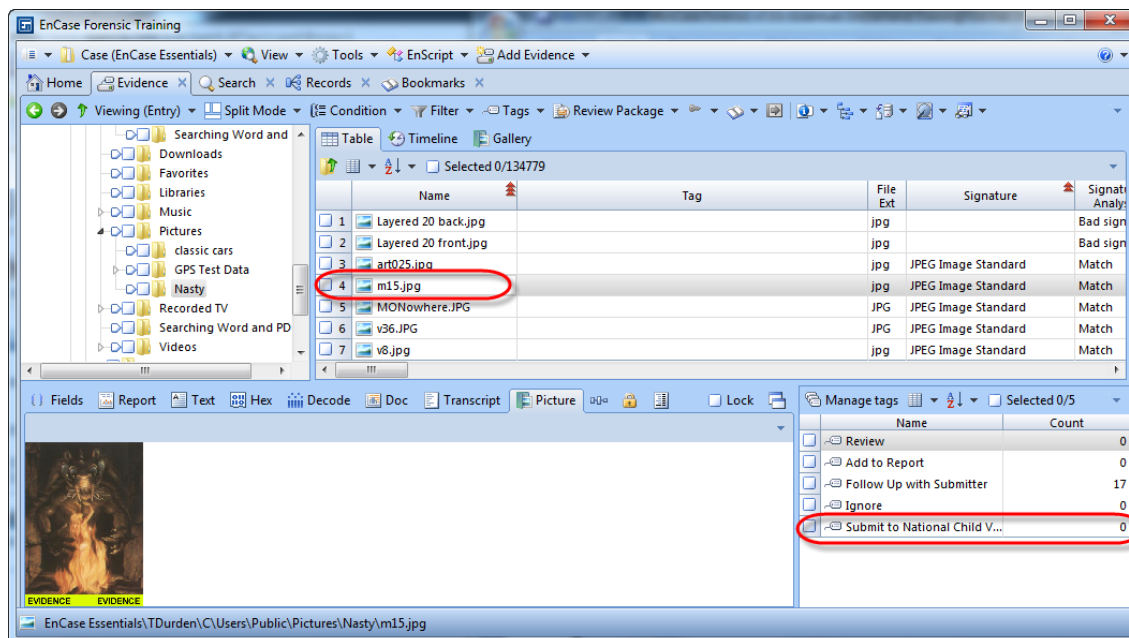 EnCase Forensic Training
Case (EnCase Essentials) View Tools EnScript Add Evidence
Home Evidence Search Records Bookmarks
Viewing (Entry) Split Mode Condition Filter Tags Review Package
Searching Word and
Downloads
Favorites
Libraries
Music
Pictures
classic cars
GPS Test Data
Nasty
Recorded TV
Searching Word and PD
Videos
Table Timeline Gallery
Selected 0/134779
Name Tag File Ext Signature Signatu Analys
1 Layered 20 back.jpg jpg Bad sign
2 Layered 20 front.jpg jpg Bad sign
3 art025.jpg jpg JPEG Image Standard Match
4 m15.jpg jpg JPEG Image Standard Match
5 MONowhere.JPG JPG JPEG Image Standard Match
6 v36.JPG JPG JPEG Image Standard Match
7 v8.jpg jpg JPEG Image Standard Match
Fields Report Text Hex Decode Doc Transcript Picture Lock
EVIDENCE EVIDENCE
Manage tags Selected 0/5
Name Count
Review 0
Add to Report 0
Follow Up with Submitter 17
Ignore 0
Submit to National Child V... 0
EnCase Essentials\TDurden\C\Users\Public\Pictures\Nasty\m15.jpg